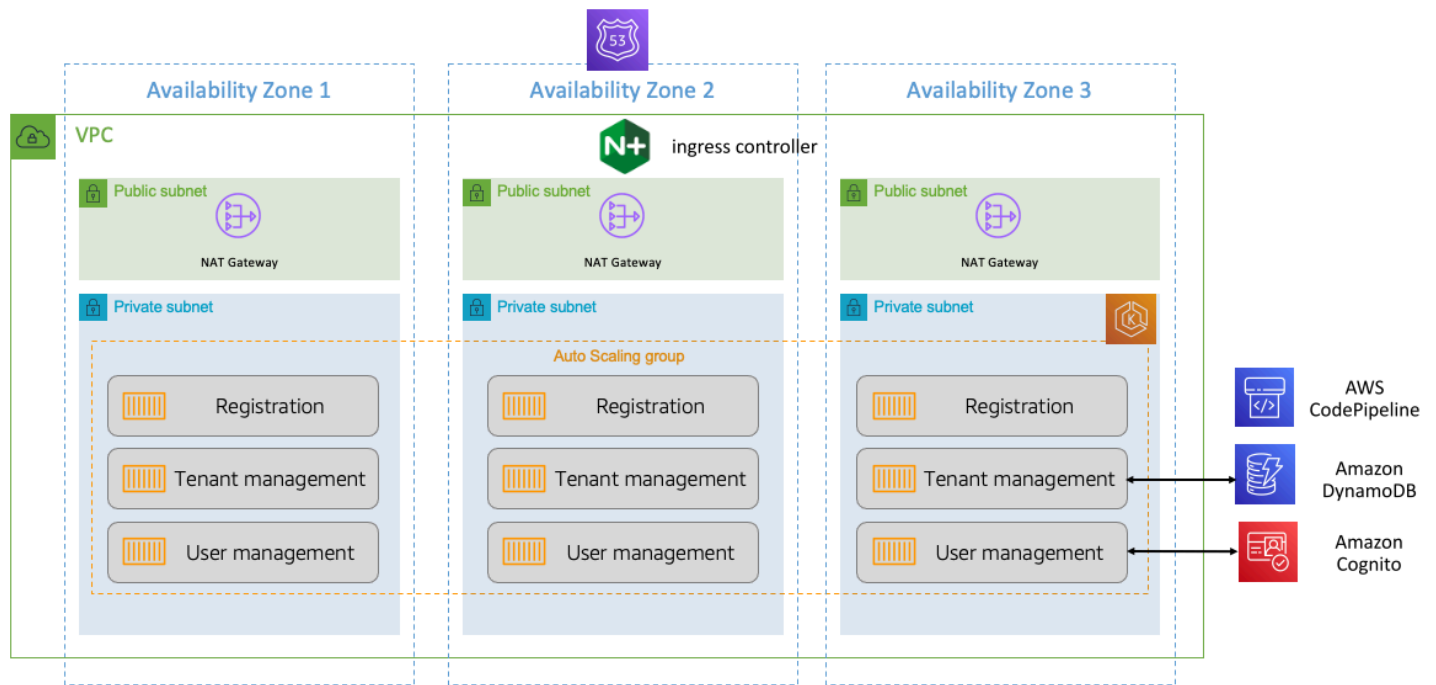 53
Availability Zone 1
Availability Zone 2
Availability Zone 3
VPC
N+
ingress controller
Public subnet
Public subnet
Public subnet
NAT Gateway
NAT Gateway
NAT Gateway
Private subnet
Private subnet
Private subnet
K
Auto Scaling group
Registration
Registration
Registration
AWS
CodePipeline
Tenant management
Tenant management
Tenant management
Amazon
DynamoDB
User management
User management
User management
Amazon
Cognito